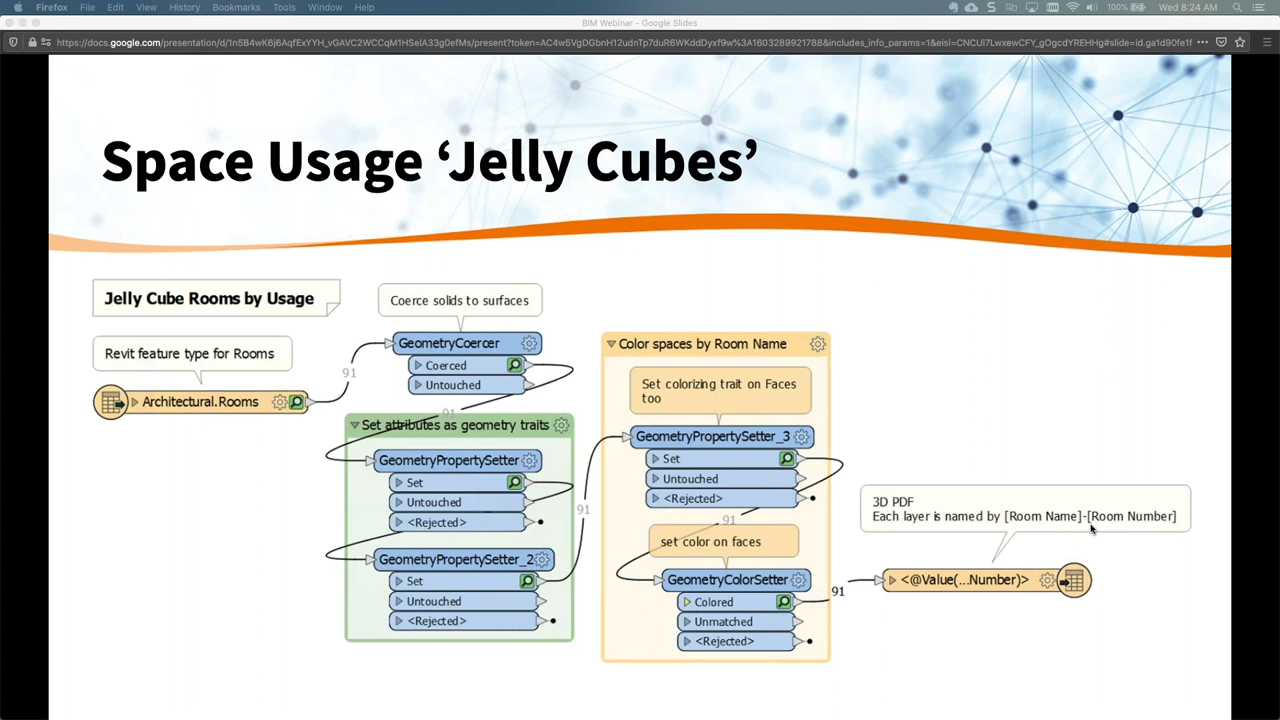 Firefox File Edit View History Bookmarks Tools Window Help 100% Wed 8:24 AM
BIM Webinar - Google Slides
Space Usage ‘Jelly Cubes’
Jelly Cube Rooms by Usage
Coerce solids to surfaces
Revit feature type for Rooms
Architectural.Rooms
91
GeometryCoercer
Coerced
Untouched
91
Set attributes as geometry traits
GeometryPropertySetter
Set
Untouched
<Rejected>
GeometryPropertySetter_2
Set
Untouched
<Rejected>
91
Color spaces by Room Name
Set colorizing trait on Faces
too
GeometryPropertySetter_3
Set
Untouched
<Rejected>
91
set color on faces
GeometryColorSetter
Colored
Unmatched
<Rejected>
91
3D PDF
Each layer is named by [Room Name]-[Room Number]
<@Value(...Number)>